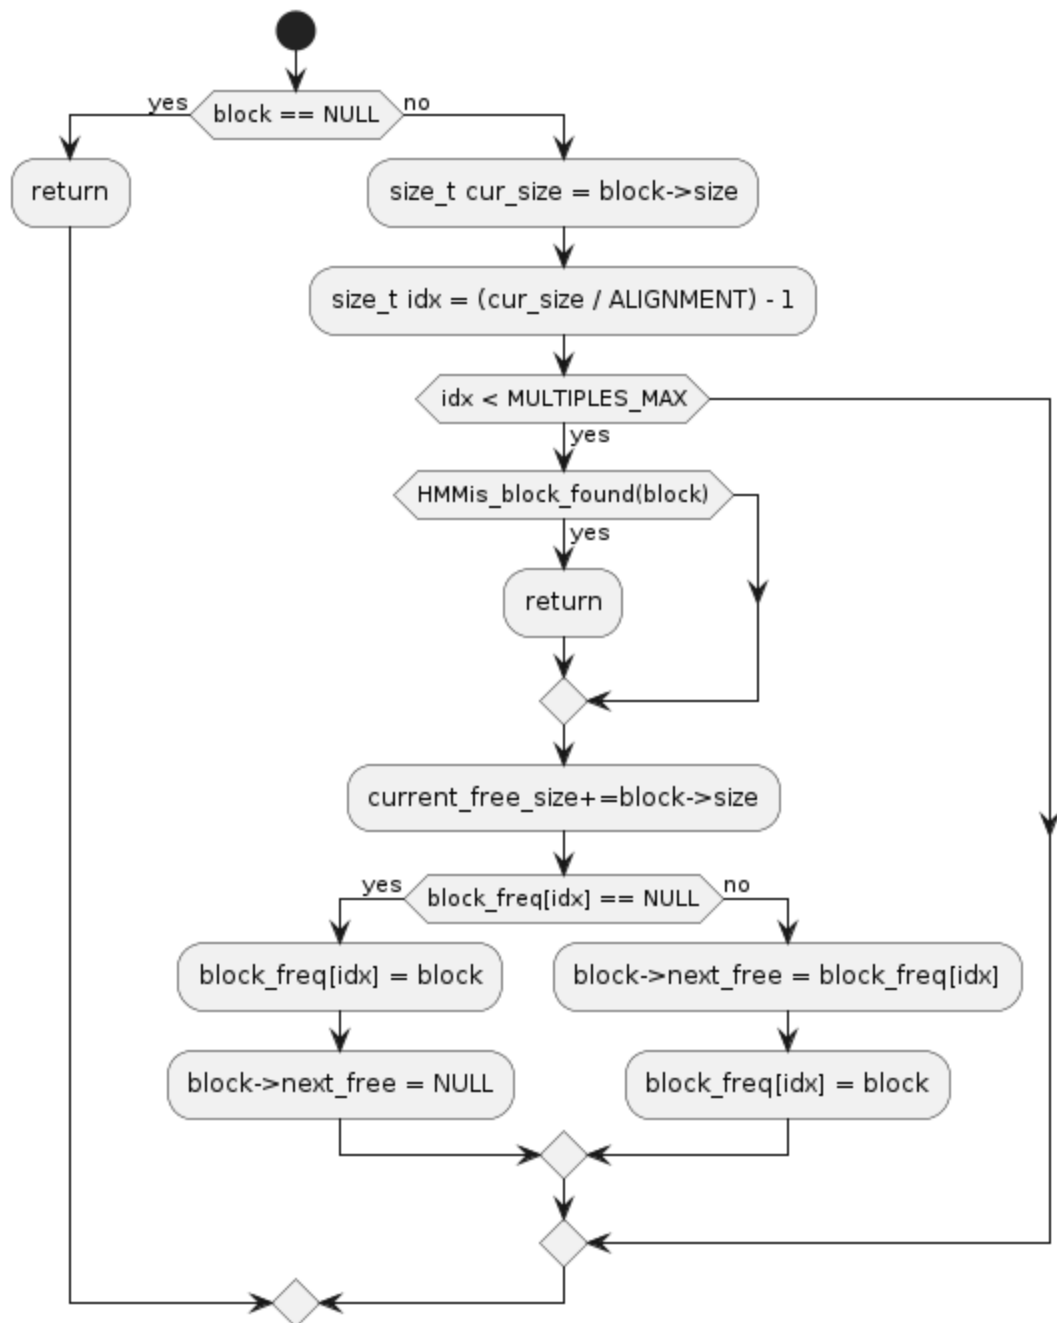 yes
block == NULL
no
return
size_t cur_size = block->size
size_t idx = (cur_size / ALIGNMENT) - 1
idx < MULTIPLES_MAX
yes
HMMis_block_found(block)
yes
return
current_free_size+=block->size
yes
block_freq[idx] == NULL
no
block_freq[idx] = block
block->next_free = block_freq[idx]
block->next_free = NULL
block_freq[idx] = block